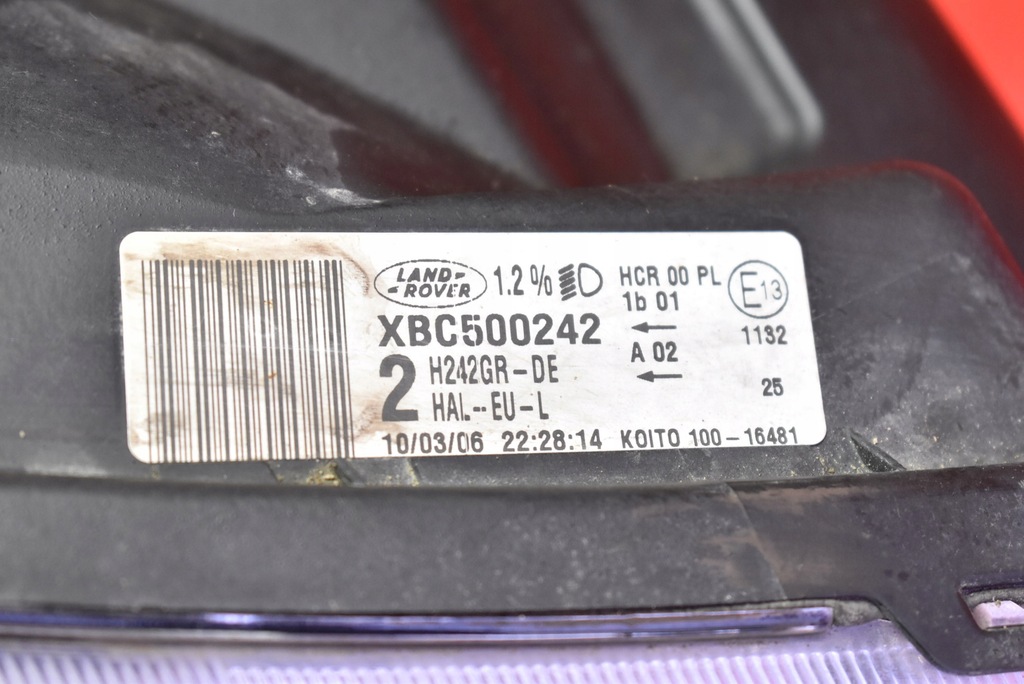 LAND-
-ROVER
1.2%
HCR 00 PL
1b 01
E13
XBC500242
←
1132
A 02
2
H242GR-DE
←
25
HAL--EU-L
10/03/06 22:28:14 KOITO 100-16481